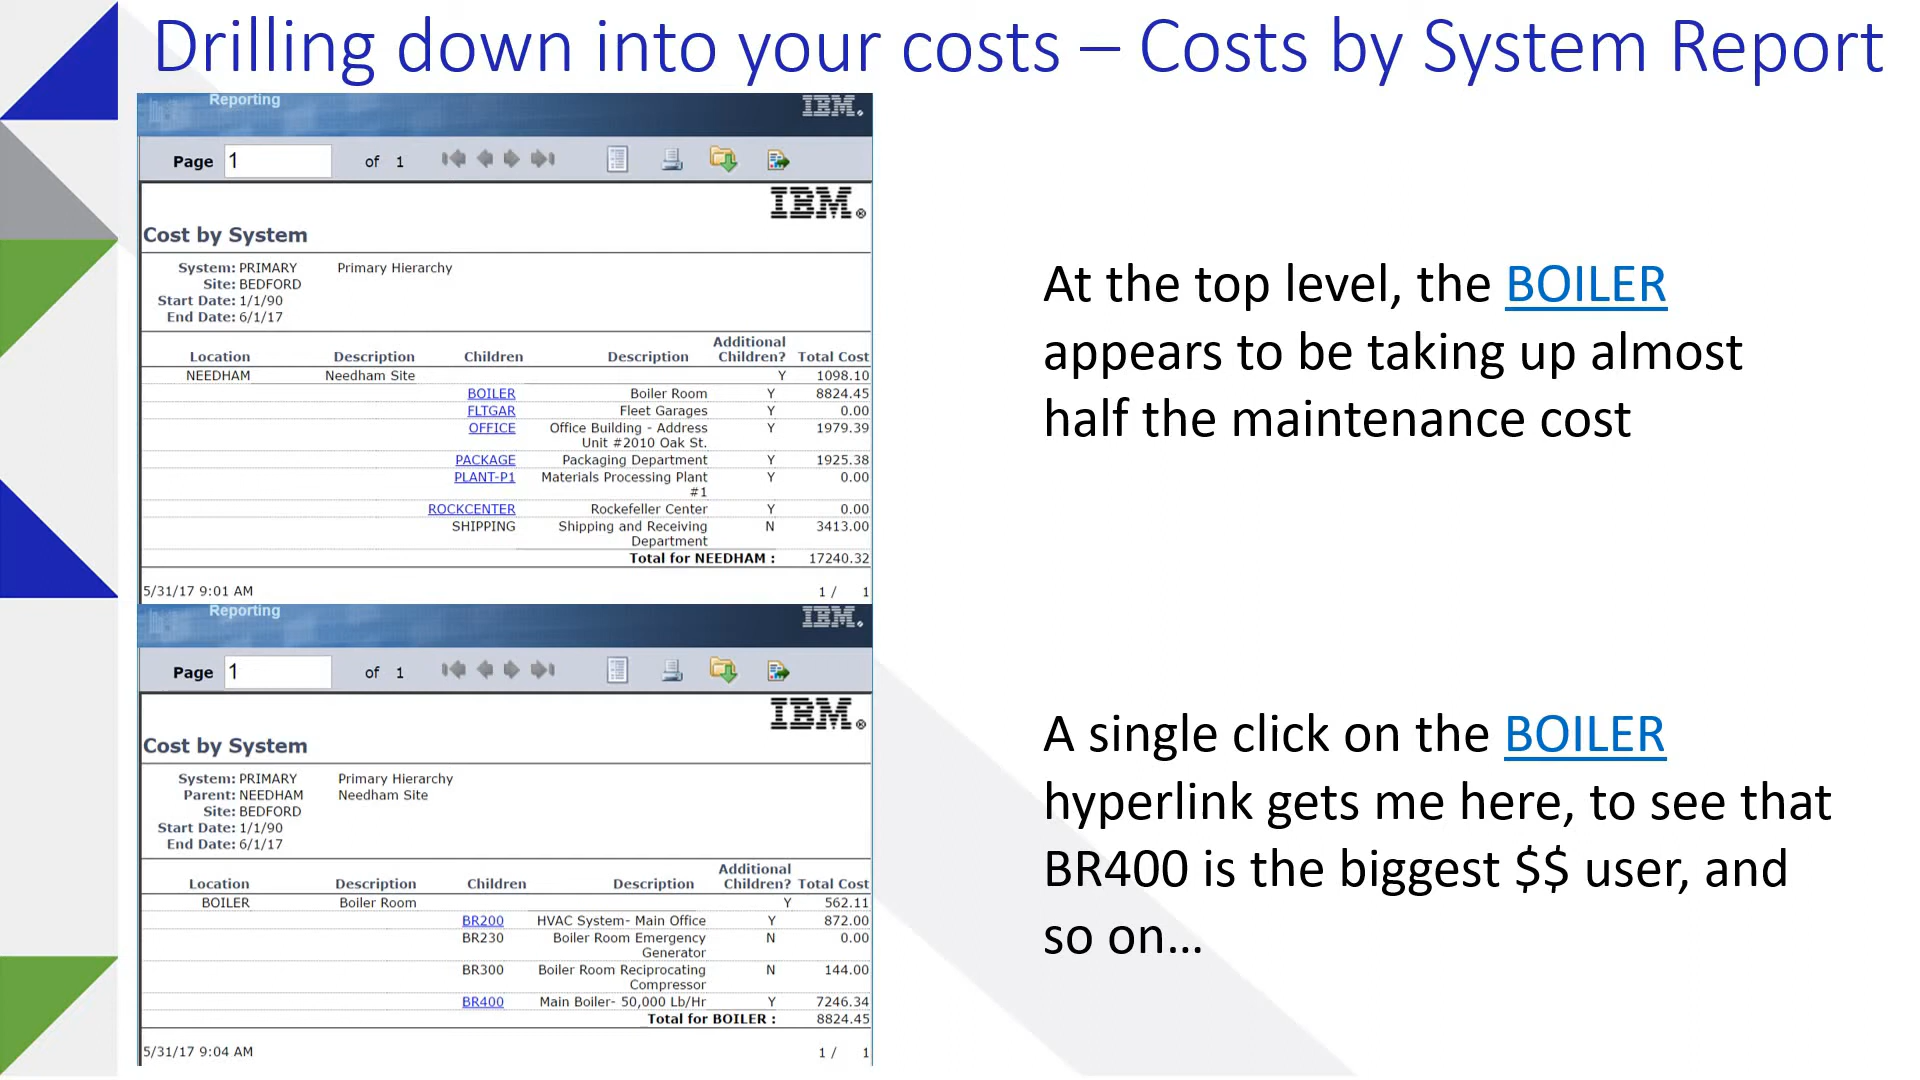 Drilling down into your costs – Costs by System Report
Reporting
IBM.
Page 1 of 1
IBM®
Cost by System
System: PRIMARY Primary Hierarchy
Site: BEDFORD
Start Date: 1/1/90
End Date: 6/1/17
Location Description Children Description Additional Children? Total Cost
NEEDHAM Needham Site Y 1098.10
BOILER Boiler Room Y 8824.45
FLTGAR Fleet Garages Y 0.00
OFFICE Office Building - Address Y 1979.39
Unit #2010 Oak St.
PACKAGE Packaging Department Y 1925.38
PLANT-P1 Materials Processing Plant Y 0.00
#1
ROCKCENTER Rockefeller Center Y 0.00
SHIPPING Shipping and Receiving N 3413.00
Department
Total for NEEDHAM : 17240.32
5/31/17 9:01 AM 1 / 1
At the top level, the BOILER
appears to be taking up almost
half the maintenance cost
Reporting
IBM.
Page 1 of 1
IBM®
Cost by System
System: PRIMARY Primary Hierarchy
Parent: NEEDHAM Needham Site
Site: BEDFORD
Start Date: 1/1/90
End Date: 6/1/17
Location Description Children Description Additional Children? Total Cost
BOILER Boiler Room Y 562.11
BR200 HVAC System- Main Office Y 872.00
BR230 Boiler Room Emergency N 0.00
Generator
BR300 Boiler Room Reciprocating N 144.00
Compressor
BR400 Main Boiler- 50,000 Lb/Hr Y 7246.34
Total for BOILER : 8824.45
5/31/17 9:04 AM 1 / 1
A single click on the BOILER
hyperlink gets me here, to see that
BR400 is the biggest $$ user, and
so on…